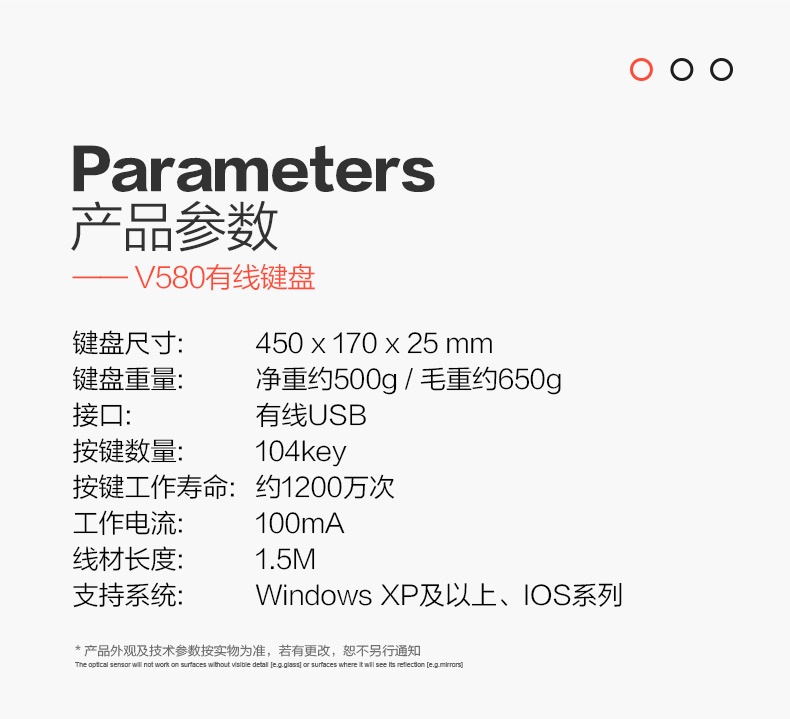 Parameters
产品参数
—— V580有线键盘
键盘尺寸: 450 x 170 x 25 mm
键盘重量: 净重约500g / 毛重约650g
接口: 有线USB
按键数量: 104key
按键工作寿命: 约1200万次
工作电流: 100mA
线材长度: 1.5M
支持系统: Windows XP及以上、IOS系列
* 产品外观及技术参数按实物为准，若有更改，恕不另行通知
The optical sensor will not work on surfaces without visible detail [e.g.glass] or surfaces where it will see its reflection [e.g.mirrors]